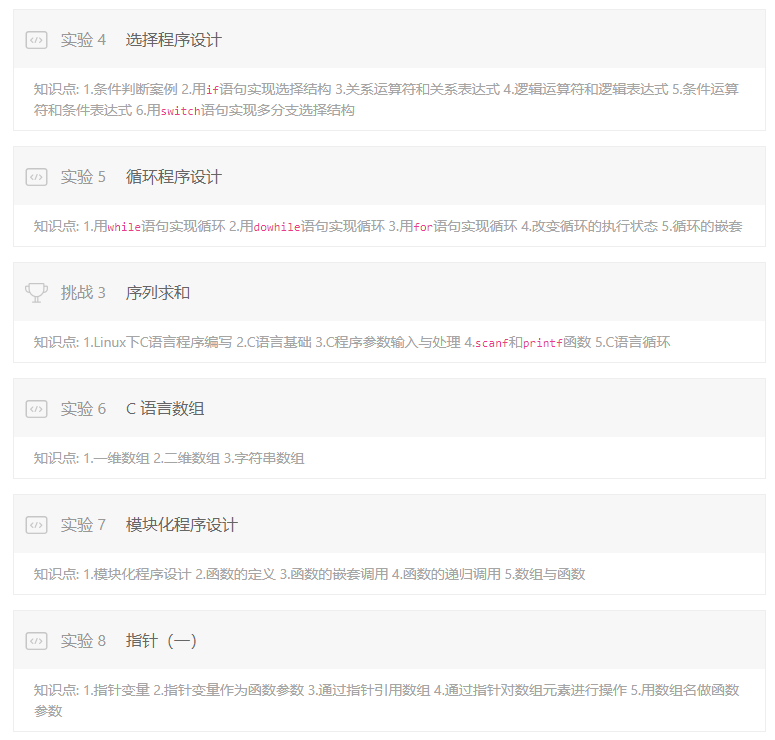 实验 4 选择程序设计
知识点: 1.条件判断案例 2.用if语句实现选择结构 3.关系运算符和关系表达式 4.逻辑运算符和逻辑表达式 5.条件运算
符和条件表达式 6.用switch语句实现多分支选择结构
实验 5 循环程序设计
知识点: 1.用while语句实现循环 2.用dowhile语句实现循环 3.用for语句实现循环 4.改变循环的执行状态 5.循环的嵌套
挑战 3 序列求和
知识点: 1.Linux下C语言程序编写 2.C语言基础 3.C程序参数输入与处理 4.scanf和printf函数 5.C语言循环
实验 6 C 语言数组
知识点: 1.一维数组 2.二维数组 3.字符串数组
实验 7 模块化程序设计
知识点: 1.模块化程序设计 2.函数的定义 3.函数的嵌套调用 4.函数的递归调用 5.数组与函数
实验 8 指针（一）
知识点: 1.指针变量 2.指针变量作为函数参数 3.通过指针引用数组 4.通过指针对数组元素进行操作 5.用数组名做函数
参数